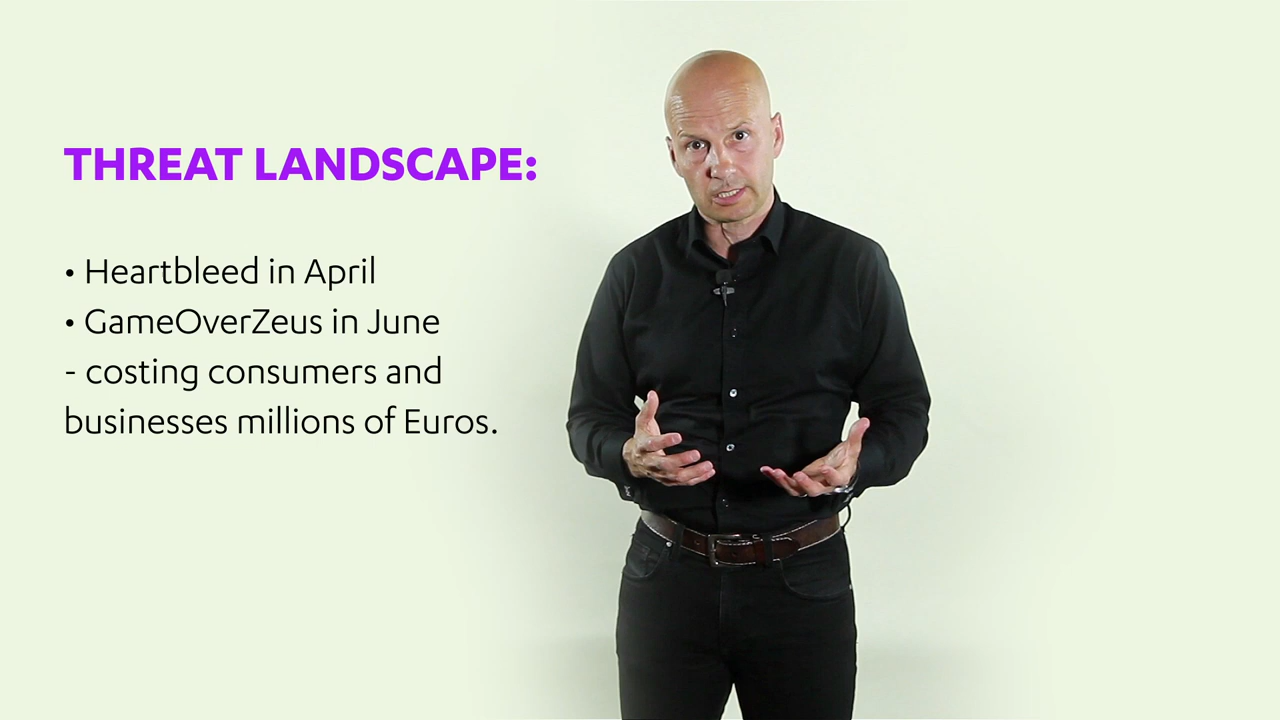 THREAT LANDSCAPE:
• Heartbleed in April
• GameOverZeus in June
- costing consumers and
businesses millions of Euros.